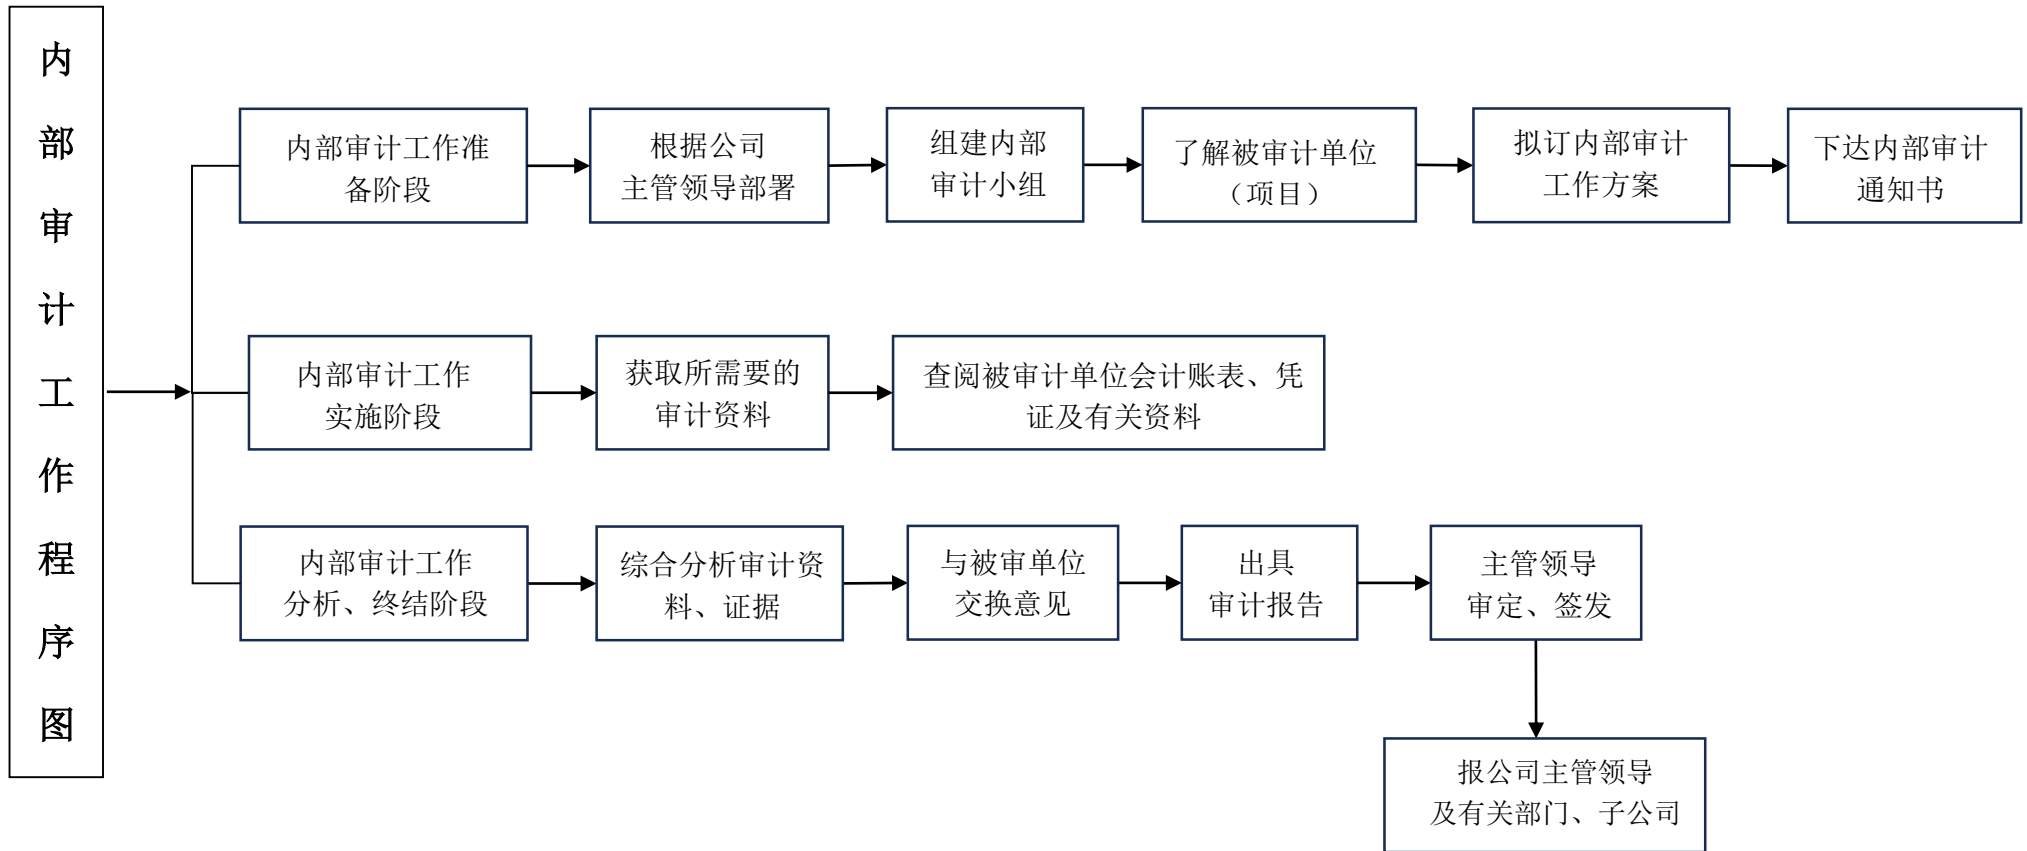 内部审计工作程序图
内部审计工作准
备阶段
根据公司
主管领导部署
组建内部
审计小组
了解被审计单位
（项目）
拟订内部审计
工作方案
下达内部审计
通知书
内部审计工作
实施阶段
获取所需要的
审计资料
查阅被审计单位会计账表、凭
证及有关资料
内部审计工作
分析、终结阶段
综合分析审计资
料、证据
与被审单位
交换意见
出具
审计报告
主管领导
审定、签发
报公司主管领导
及有关部门、子公司